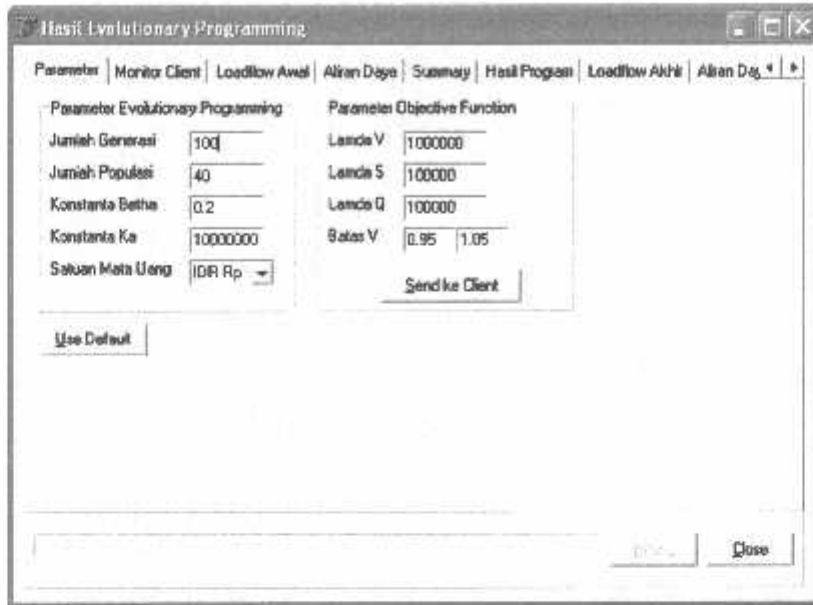 Hasil Evolutionary Programming
Parameter Monitor Client Loadflow Awal Aliran Daya Summary Hasil Program Loadflow Akhir Aliran Day
Parameter Evolutionary Programming
Parameter Objective Function
Jumlah Generasi 100
Lamda V 1000000
Jumlah Populasi 40
Lamda S 100000
Konstanta Betha 0.2
Lamda Q 100000
Konstanta Ka 10000000
Batas V 0.95 1.05
Satuan Mata Uang IDR Rp
Send ke Client
Use Default
Close